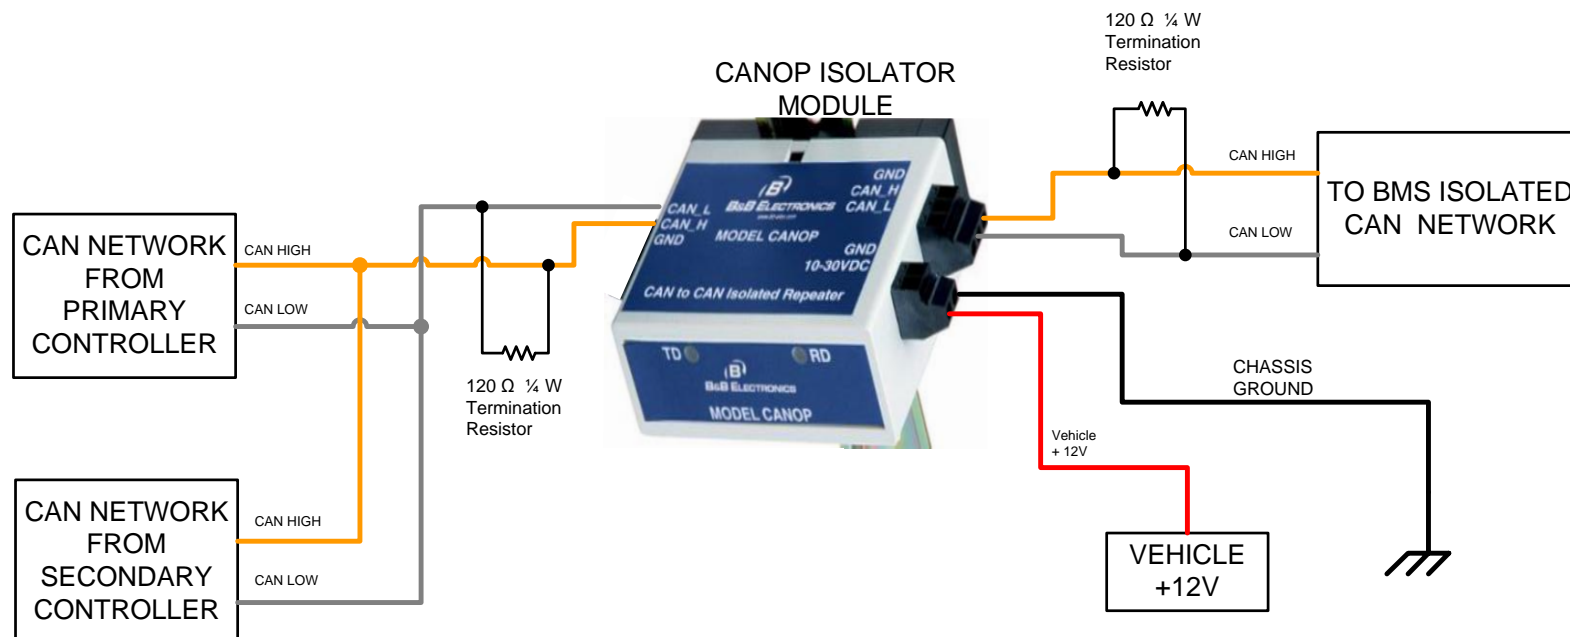 120 Ω ¼ W
Termination
Resistor
CANOP ISOLATOR
MODULE
GND
CAN_H
CAN_L
CAN_L
CAN_H
GND
B
B&B ELECTRONICS
MODEL CANOP
GND
10-30VDC
CAN to CAN Isolated Repeater
TD
RD
B
B&B ELECTRONICS
MODEL CANOP
CAN HIGH
CAN LOW
TO BMS ISOLATED
CAN NETWORK
CAN NETWORK
FROM
PRIMARY
CONTROLLER
CAN HIGH
CAN LOW
120 Ω ¼ W
Termination
Resistor
CHASSIS
GROUND
Vehicle
+ 12V
CAN NETWORK
FROM
SECONDARY
CONTROLLER
CAN HIGH
CAN LOW
VEHICLE
+12V